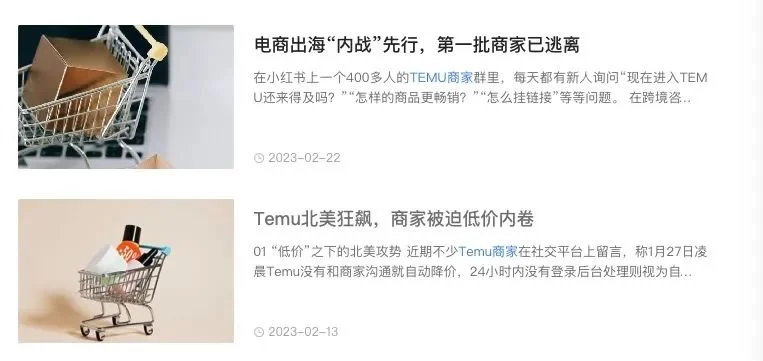 电商出海“内战”先行，第一批商家已逃离
在小红书上一个400多人的TEMU商家群里，每天都有新人询问“现在进入TEM
U还来得及吗？”“怎样的商品更畅销？”“怎么挂链接”等等问题。 在跨境咨...
2023-02-22
Temu北美狂飙，商家被迫低价内卷
01 “低价”之下的北美攻势 近期不少Temu商家在社交平台上留言，称1月27日凌
晨Temu没有和商家沟通就自动降价，24小时内没有登录后台处理则视为自...
2023-02-13